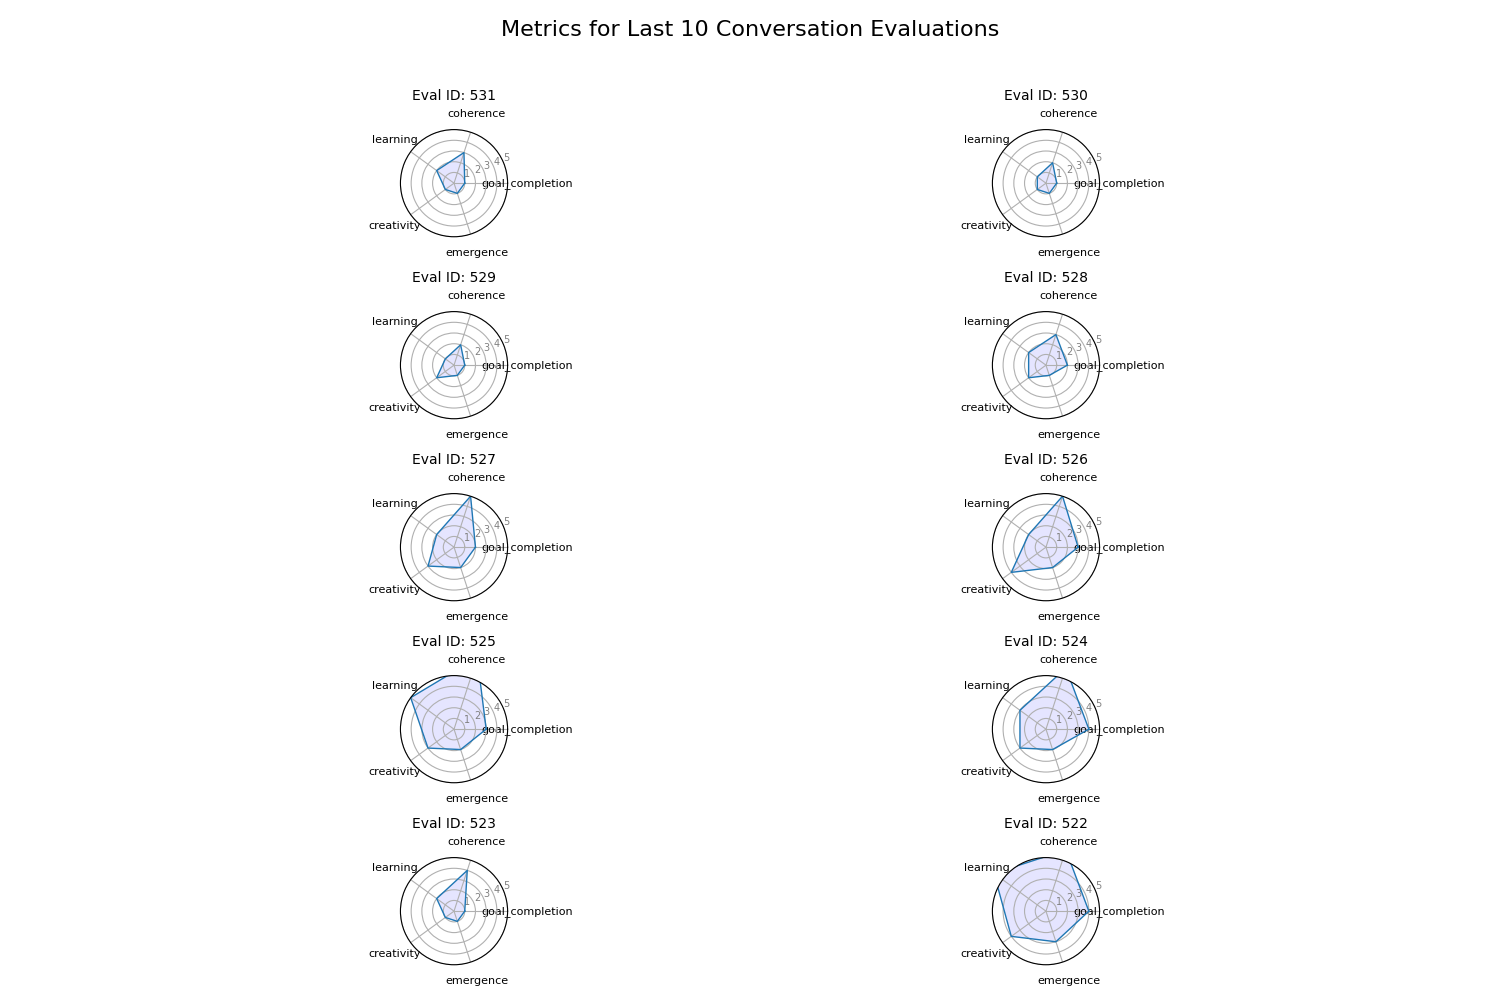 Metrics for Last 10 Conversation Evaluations
Eval ID: 531
coherence
learning
1 2 3 4 5
goal_completion
creativity
emergence
Eval ID: 530
coherence
learning
1 2 3 4 5
goal_completion
creativity
emergence
Eval ID: 529
coherence
learning
1 2 3 4 5
goal_completion
creativity
emergence
Eval ID: 528
coherence
learning
1 2 3 4 5
goal_completion
creativity
emergence
Eval ID: 527
coherence
learning
1 2 3 4 5
goal_completion
creativity
emergence
Eval ID: 526
coherence
learning
1 2 3 4 5
goal_completion
creativity
emergence
Eval ID: 525
coherence
learning
1 2 3 4 5
goal_completion
creativity
emergence
Eval ID: 524
coherence
learning
1 2 3 4 5
goal_completion
creativity
emergence
Eval ID: 523
coherence
learning
1 2 3 4 5
goal_completion
creativity
emergence
Eval ID: 522
coherence
learning
1 2 3 4 5
goal_completion
creativity
emergence